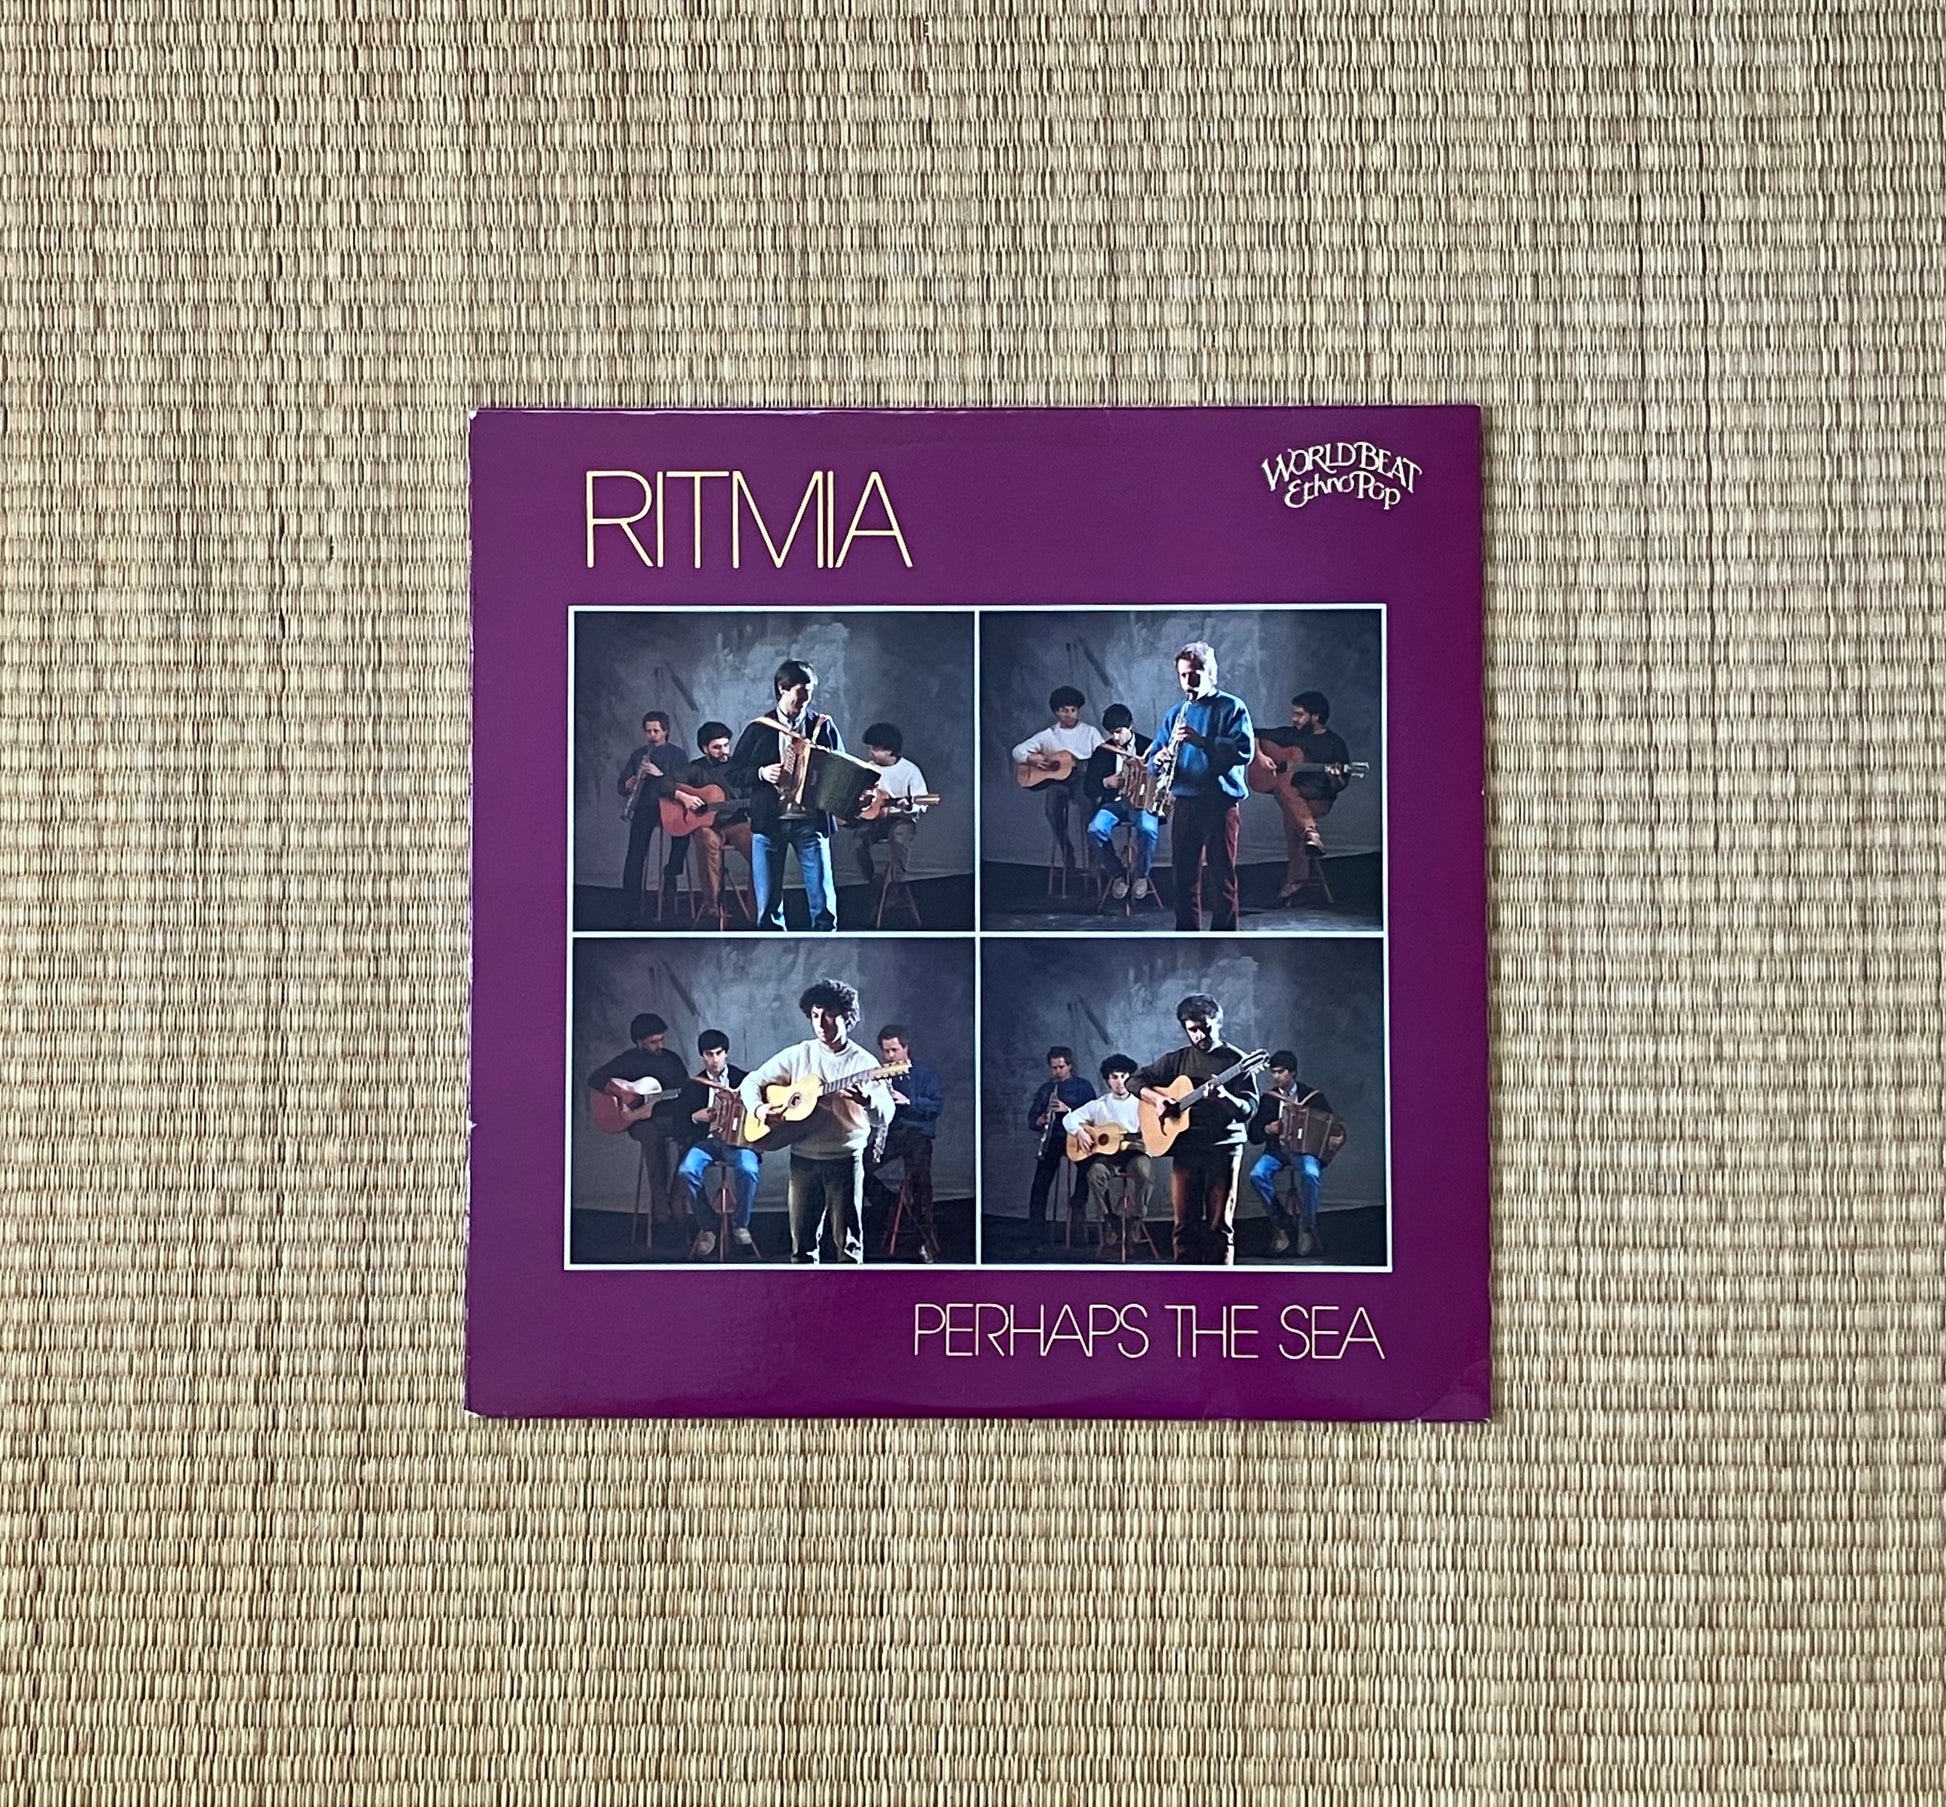 RITMIA
WORLD BEAT
Ethno Pop
PERHAPS THE SEA